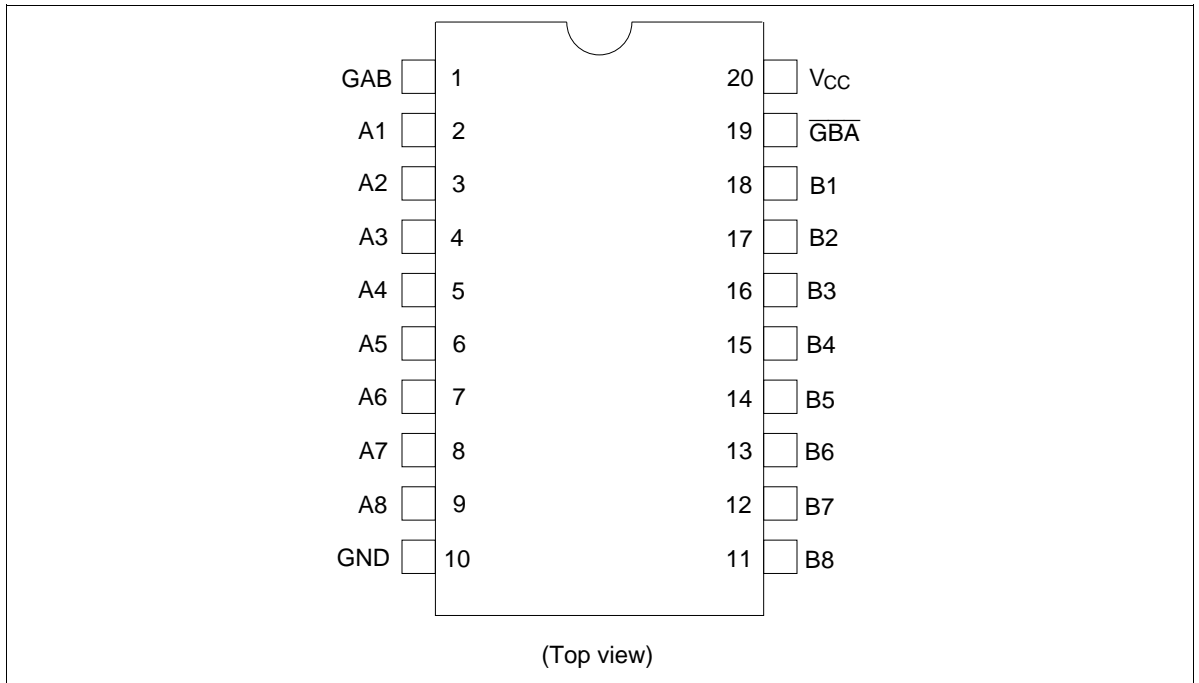 GAB 1 20 VCC
A1 2 19 GBA
A2 3 18 B1
A3 4 17 B2
A4 5 16 B3
A5 6 15 B4
A6 7 14 B5
A7 8 13 B6
A8 9 12 B7
GND 10 11 B8
(Top view)